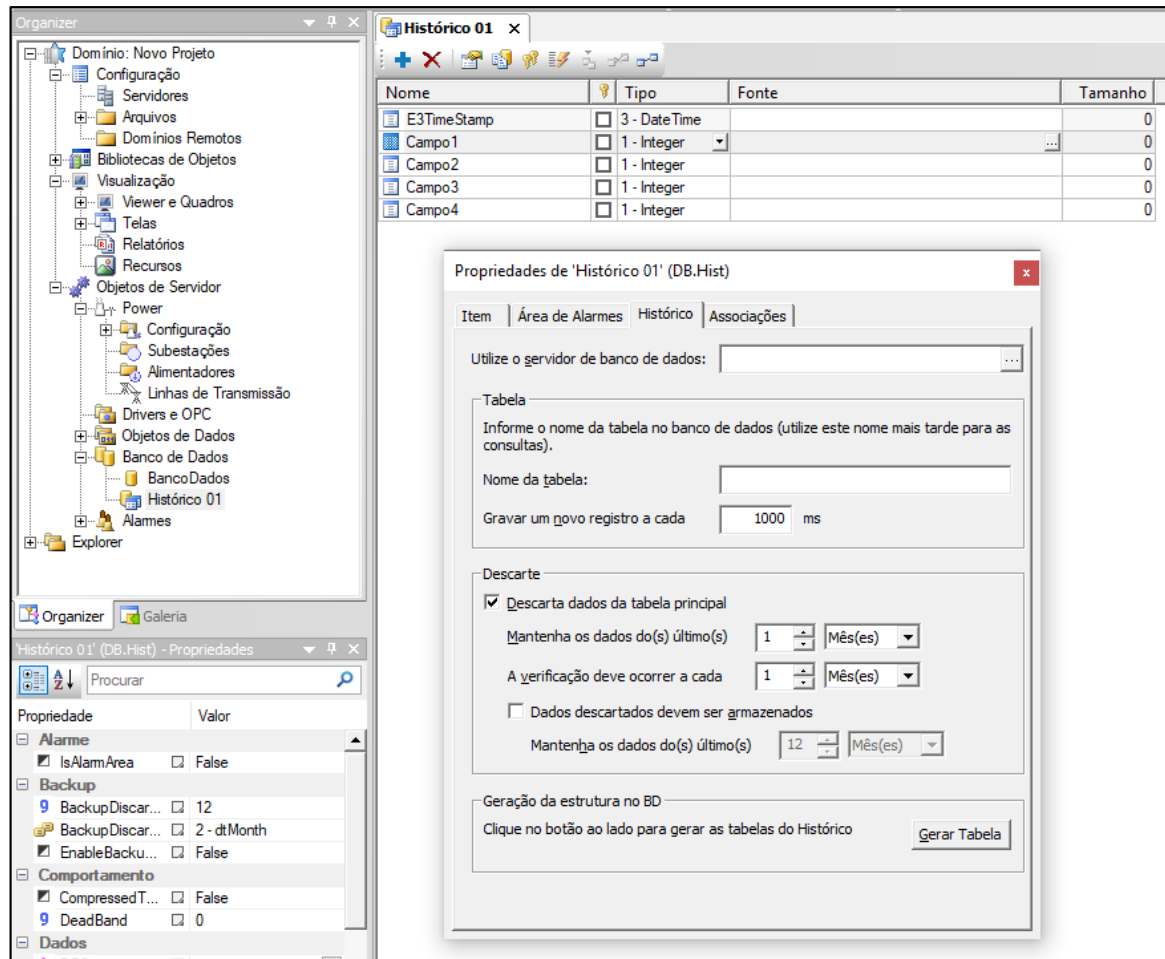 Organizer
Domínio: Novo Projeto
Configuração
Servidores
Arquivos
Domínios Remotos
Bibliotecas de Objetos
Visualização
Viewer e Quadros
Telas
Relatórios
Recursos
Objetos de Servidor
Power
Configuração
Subestações
Alimentadores
Linhas de Transmissão
Drivers e OPC
Objetos de Dados
Banco de Dados
BancoDados
Histórico 01
Alarmes
Explorer
Organizer Galeria
'Histórico 01' (DB.Hist) - Propriedades
Procurar
Propriedade Valor
Alarme
IsAlarmArea False
Backup
BackupDiscar... 12
BackupDiscar... 2 - dtMonth
EnableBacku... False
Comportamento
CompressedT... False
DeadBand 0
Dados
Histórico 01
Nome Tipo Fonte Tamanho
E3TimeStamp 3 - DateTime 0
Campo1 1 - Integer ... 0
Campo2 1 - Integer 0
Campo3 1 - Integer 0
Campo4 1 - Integer 0
Propriedades de 'Histórico 01' (DB.Hist)
Item Área de Alarmes Histórico Associações
Utilize o servidor de banco de dados: ...
Tabela
Informe o nome da tabela no banco de dados (utilize este nome mais tarde para as
consultas).
Nome da tabela:
Gravar um novo registro a cada 1000 ms
Descarte
Descarta dados da tabela principal
Mantenha os dados do(s) último(s) 1 Mês(es)
A verificação deve ocorrer a cada 1 Mês(es)
Dados descartados devem ser armazenados
Mantenha os dados do(s) último(s) 12 Mês(es)
Geração da estrutura no BD
Clique no botão ao lado para gerar as tabelas do Histórico Gerar Tabela